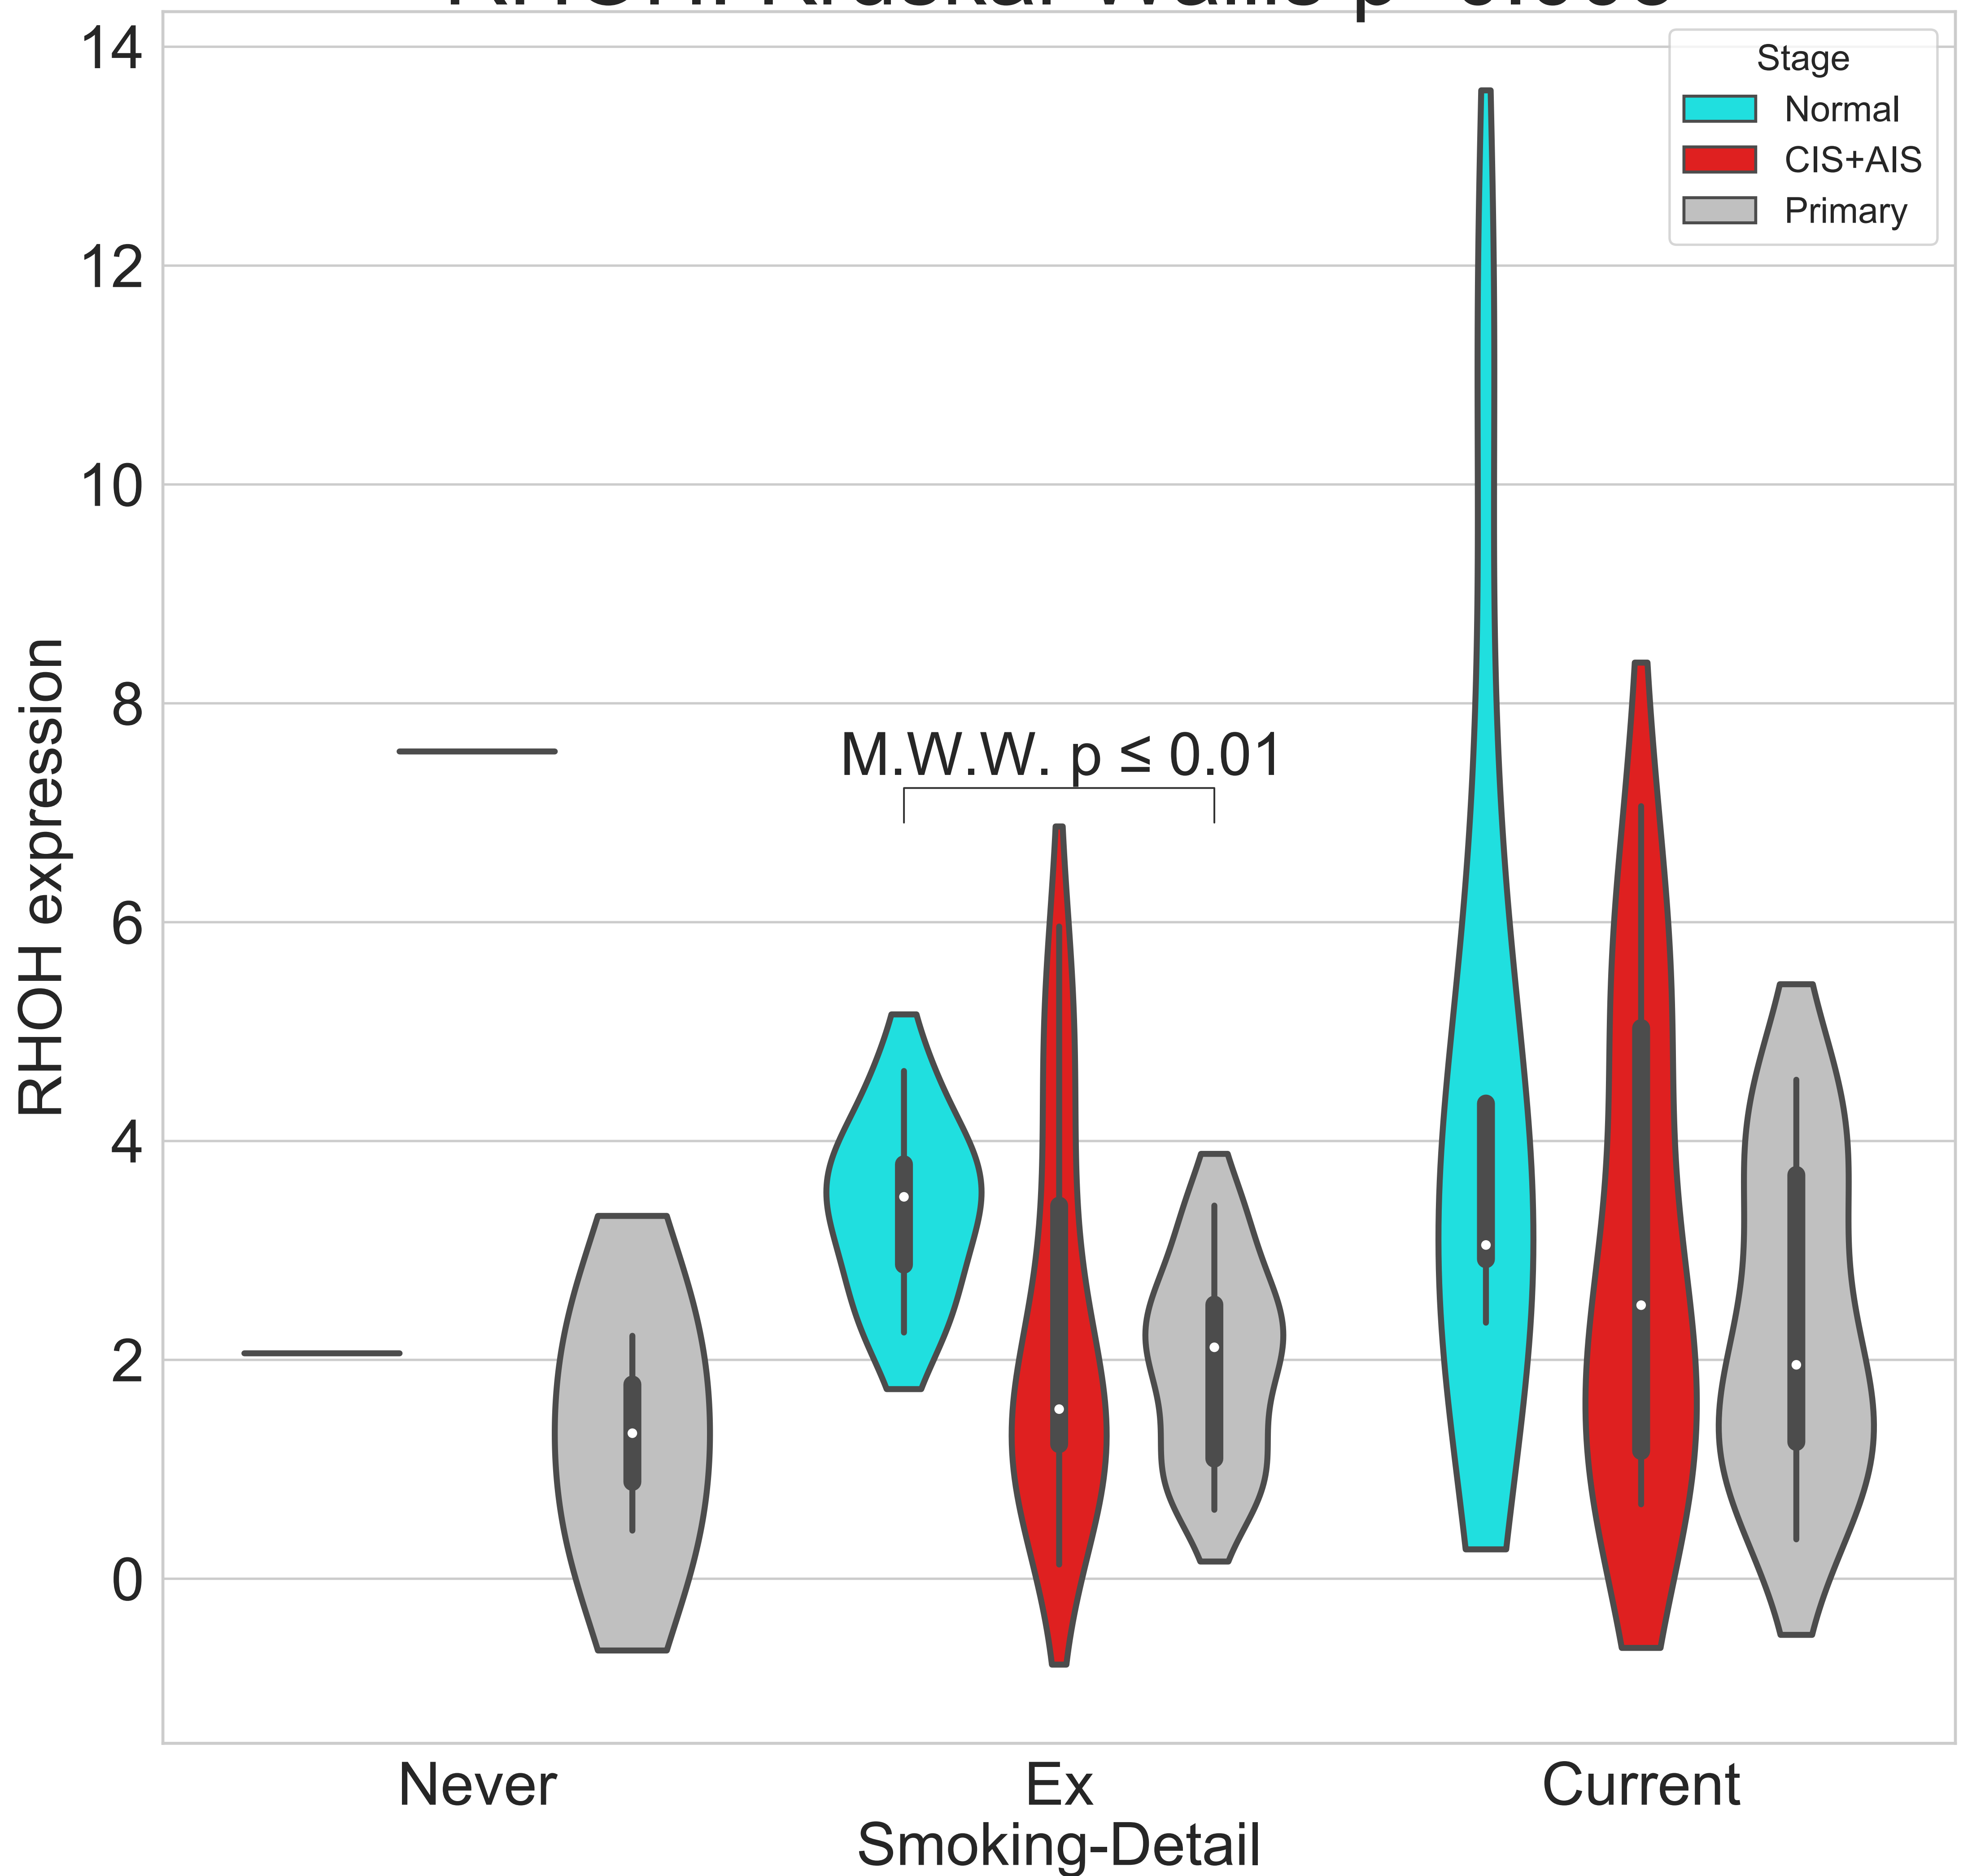 14
12
10
8
6
4
2
0
RHOH expression
Stage
Normal
CIS+AIS
Primary
M.W.W. p ≤ 0.01
Never
Ex
Current
Smoking-Detail